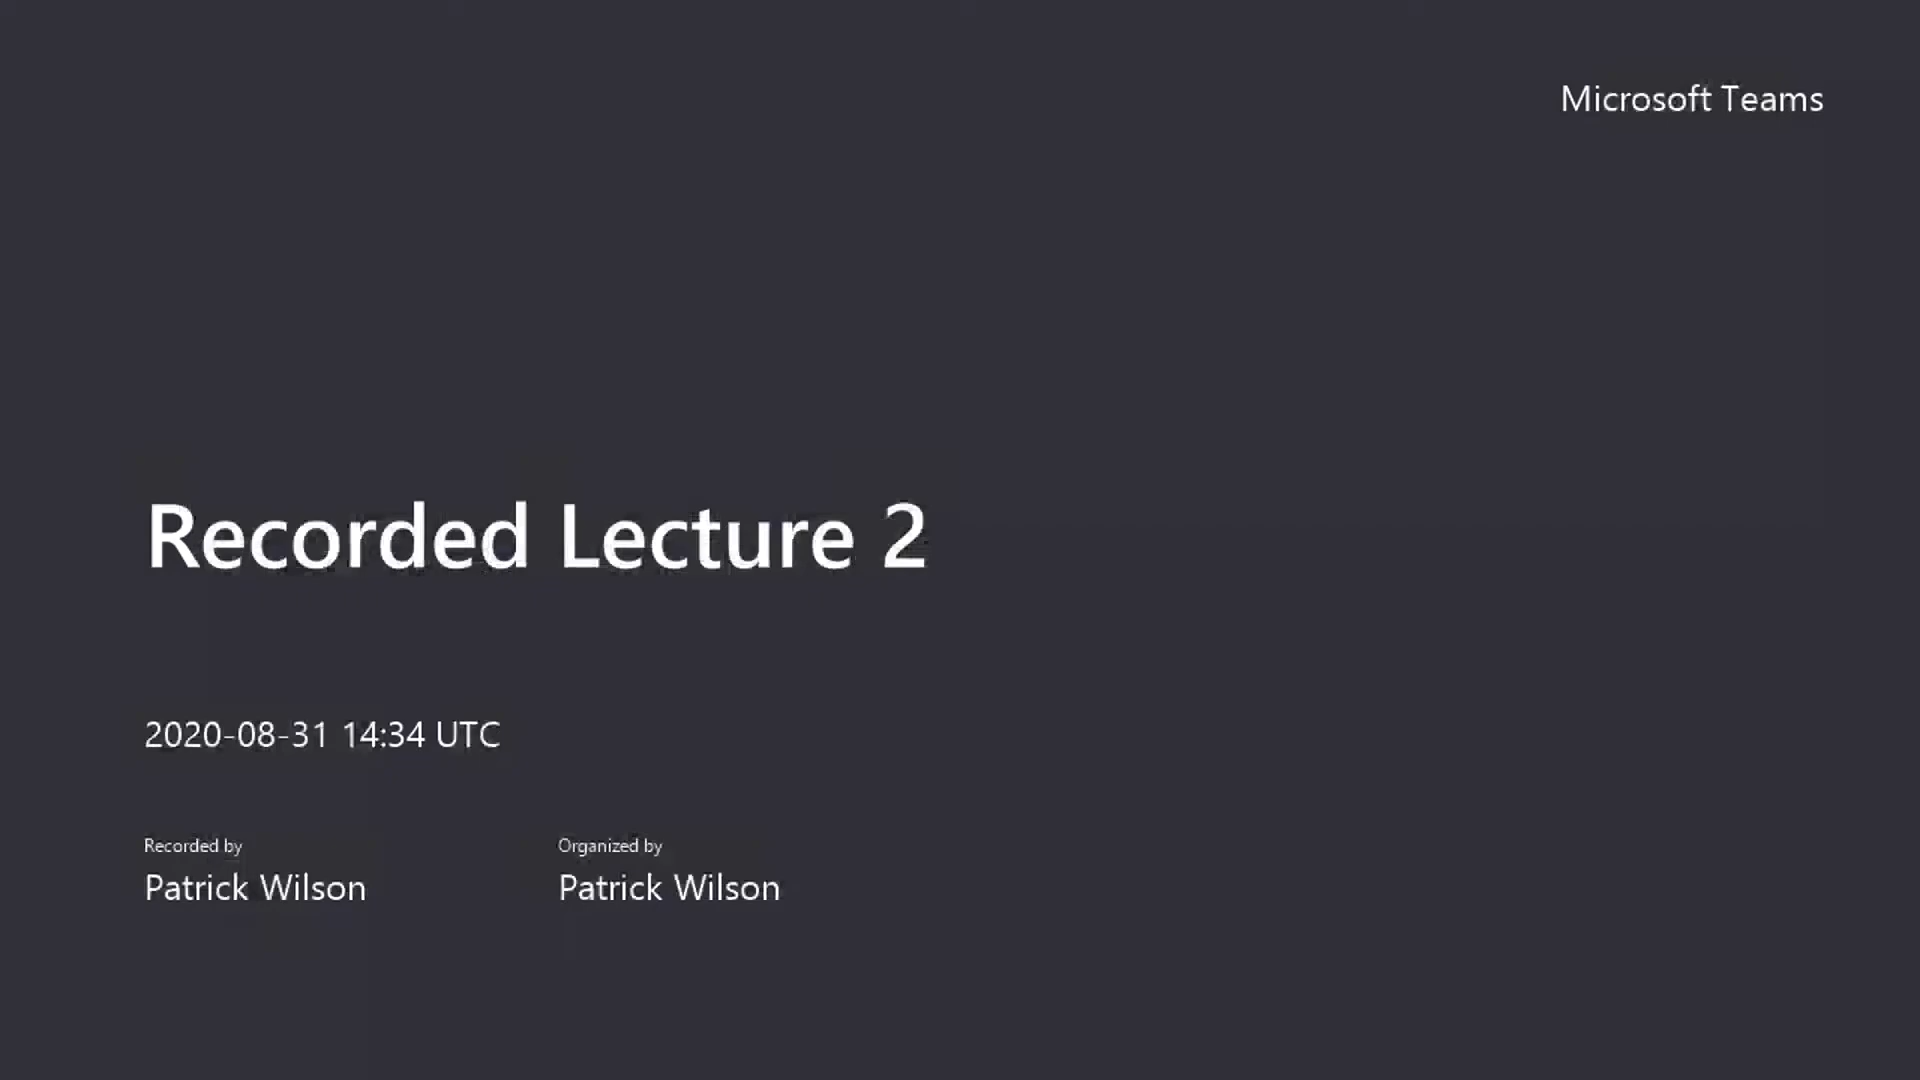 Microsoft Teams
Recorded Lecture 2
2020-08-31 14:34 UTC
Recorded by
Patrick Wilson
Organized by
Patrick Wilson